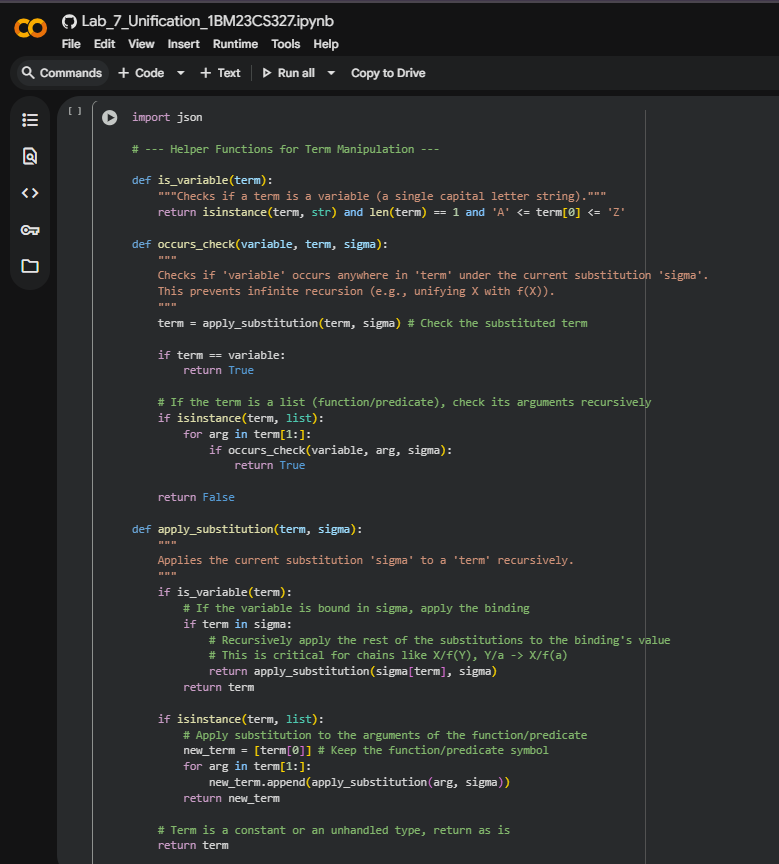 Lab_7_Unification_1BM23CS327.ipynb
File Edit View Insert Runtime Tools Help
Commands + Code + Text Run all Copy to Drive
[ ]
import json
# --- Helper Functions for Term Manipulation ---
def is_variable(term):
    """Checks if a term is a variable (a single capital letter string)."""
    return isinstance(term, str) and len(term) == 1 and 'A' <= term[0] <= 'Z'
def occurs_check(variable, term, sigma):
    """
    Checks if 'variable' occurs anywhere in 'term' under the current substitution 'sigma'.
    This prevents infinite recursion (e.g., unifying X with f(X)).
    """
    term = apply_substitution(term, sigma) # Check the substituted term
    if term == variable:
        return True
    # If the term is a list (function/predicate), check its arguments recursively
    if isinstance(term, list):
        for arg in term[1:]:
            if occurs_check(variable, arg, sigma):
                return True
    return False
def apply_substitution(term, sigma):
    """
    Applies the current substitution 'sigma' to a 'term' recursively.
    """
    if is_variable(term):
        # If the variable is bound in sigma, apply the binding
        if term in sigma:
            # Recursively apply the rest of the substitutions to the binding's value
            # This is critical for chains like X/f(Y), Y/a -> X/f(a)
            return apply_substitution(sigma[term], sigma)
        return term
    if isinstance(term, list):
        # Apply substitution to the arguments of the function/predicate
        new_term = [term[0]] # Keep the function/predicate symbol
        for arg in term[1:]:
            new_term.append(apply_substitution(arg, sigma))
        return new_term
    # Term is a constant or an unhandled type, return as is
    return term